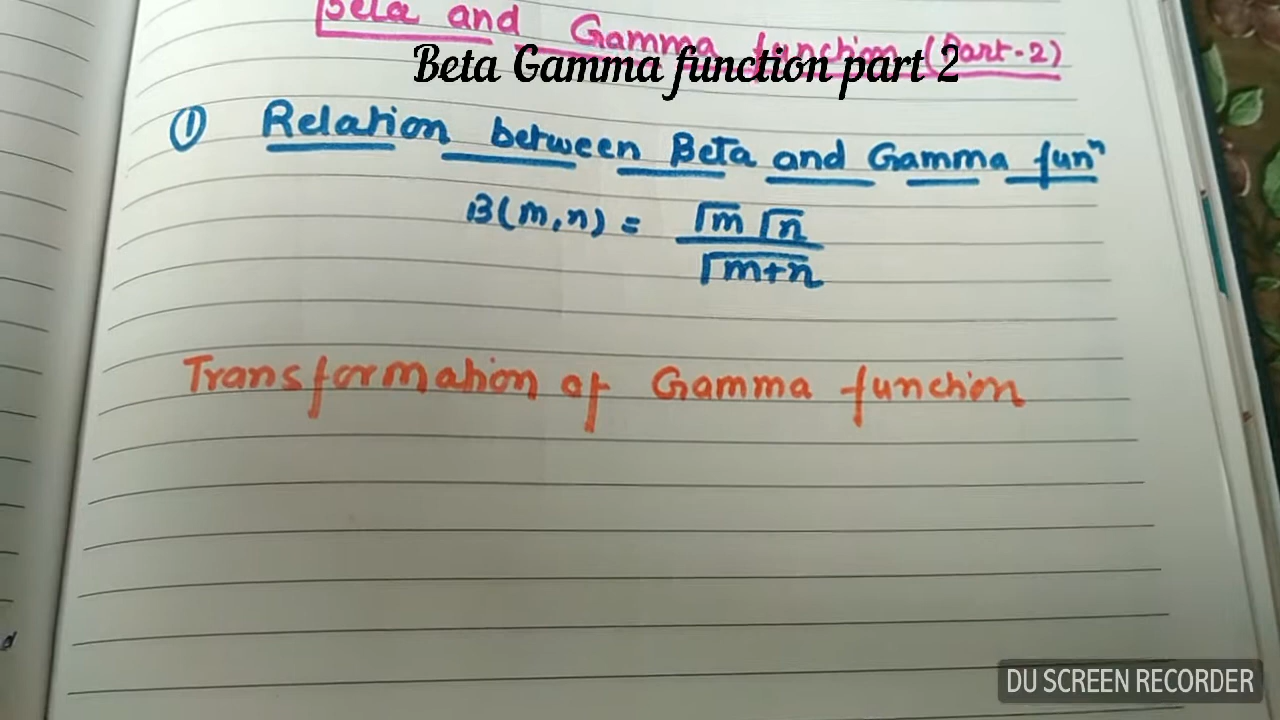 Beta and Gamma function (Part-2)
Beta Gamma function part 2
① Relation between Beta and Gamma funⁿ
B(m,n) = Γm Γn / Γm+n
Transformation of Gamma function
d
DU SCREEN RECORDER